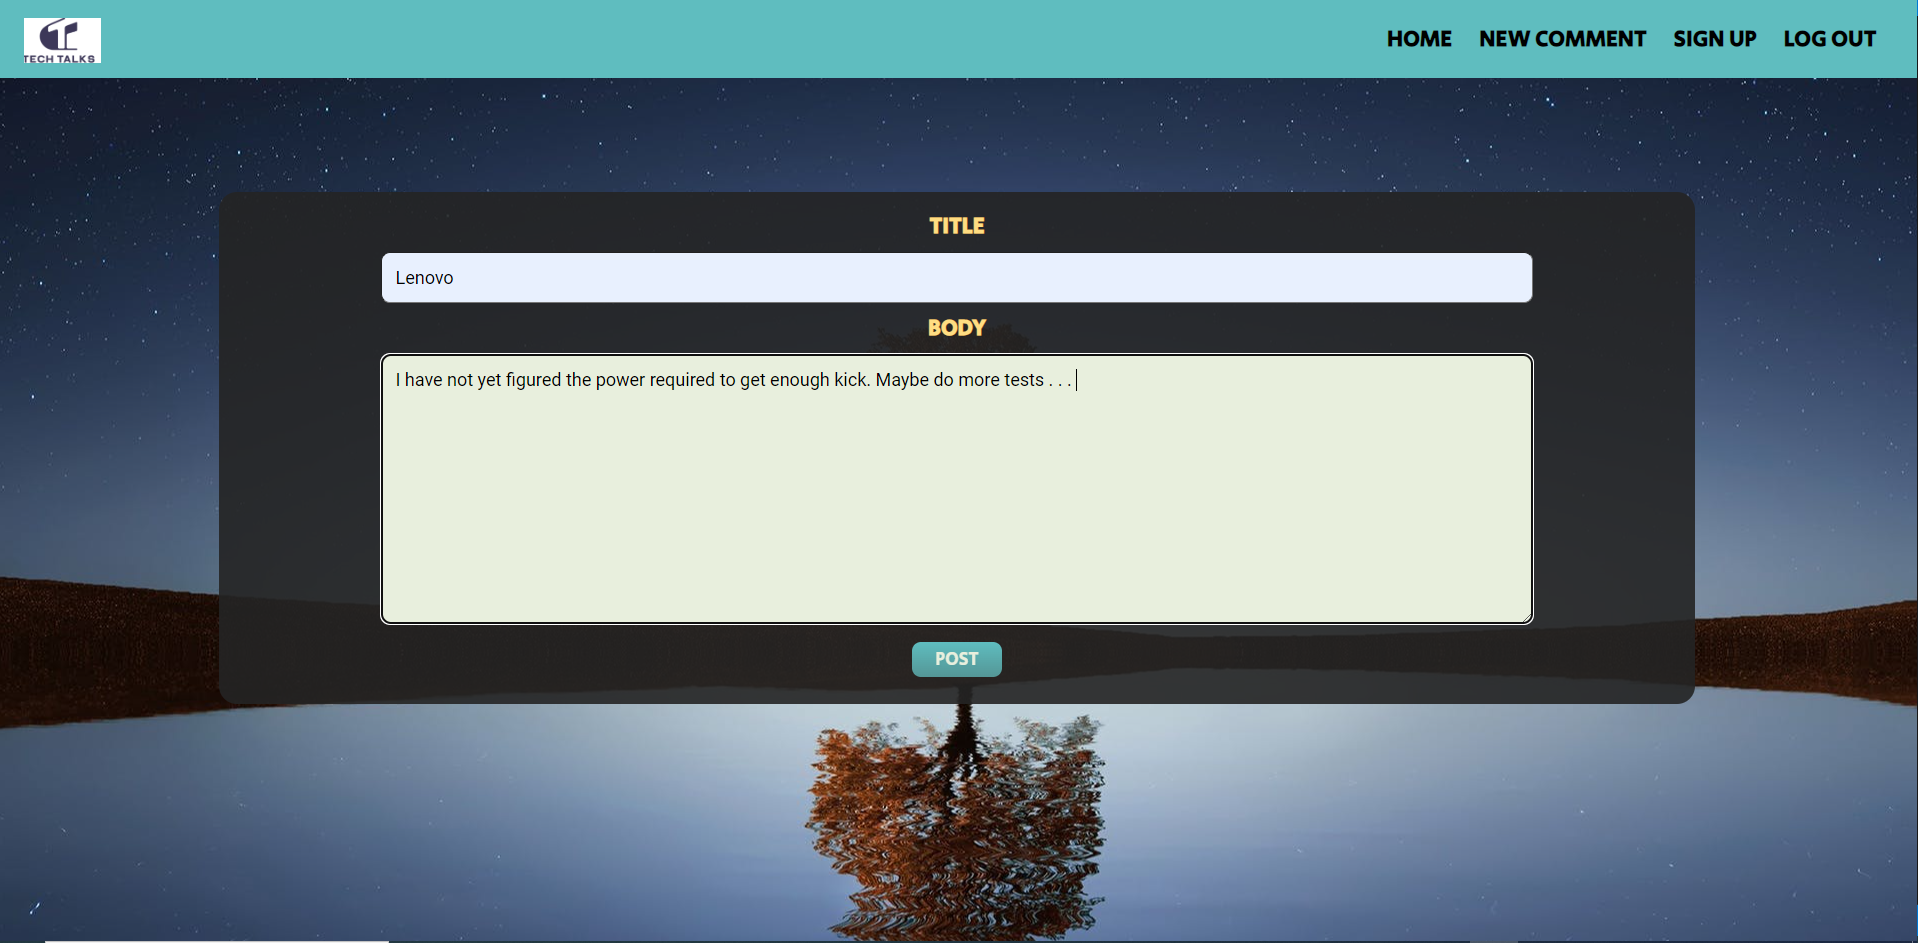 TECH TALKS
HOME NEW COMMENT SIGN UP LOG OUT
TITLE
Lenovo
BODY
I have not yet figured the power required to get enough kick. Maybe do more tests . . .
POST